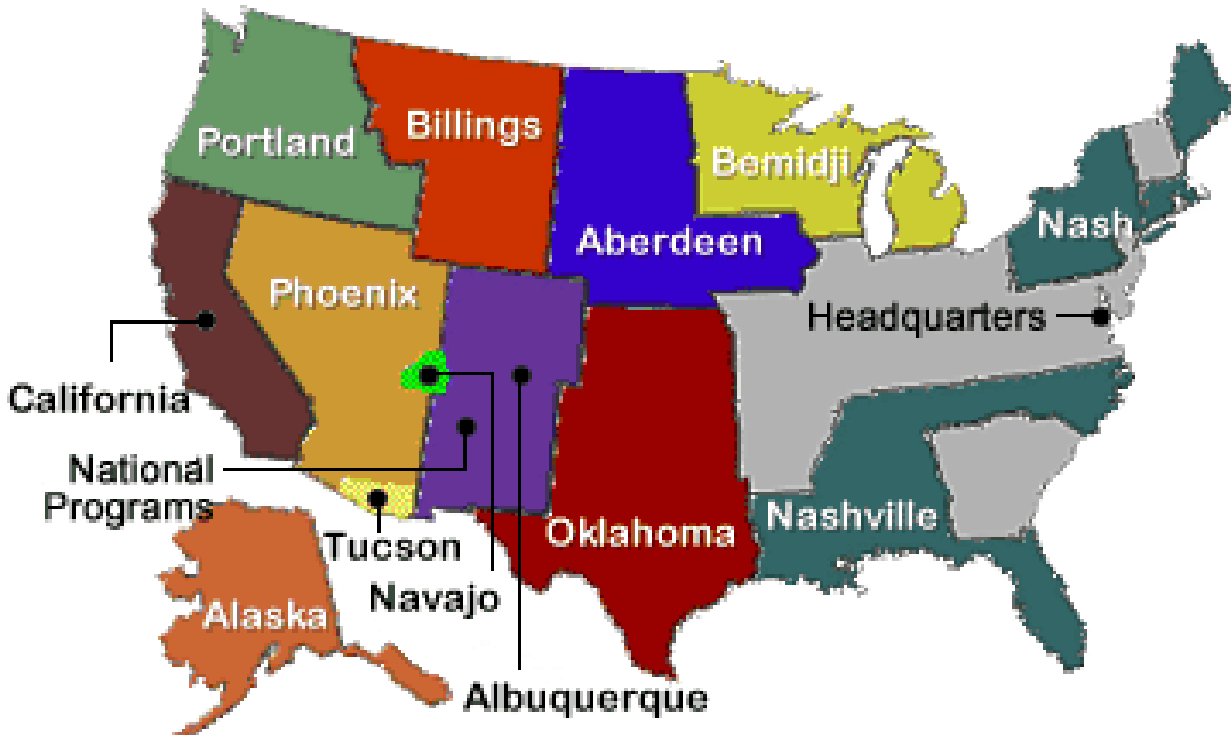 Portland
Billings
Bemidji
Nash
Aberdeen
Phoenix
Headquarters
California
National
Programs
Tucson
Oklahoma
Nashville
Navajo
Alaska
Albuquerque